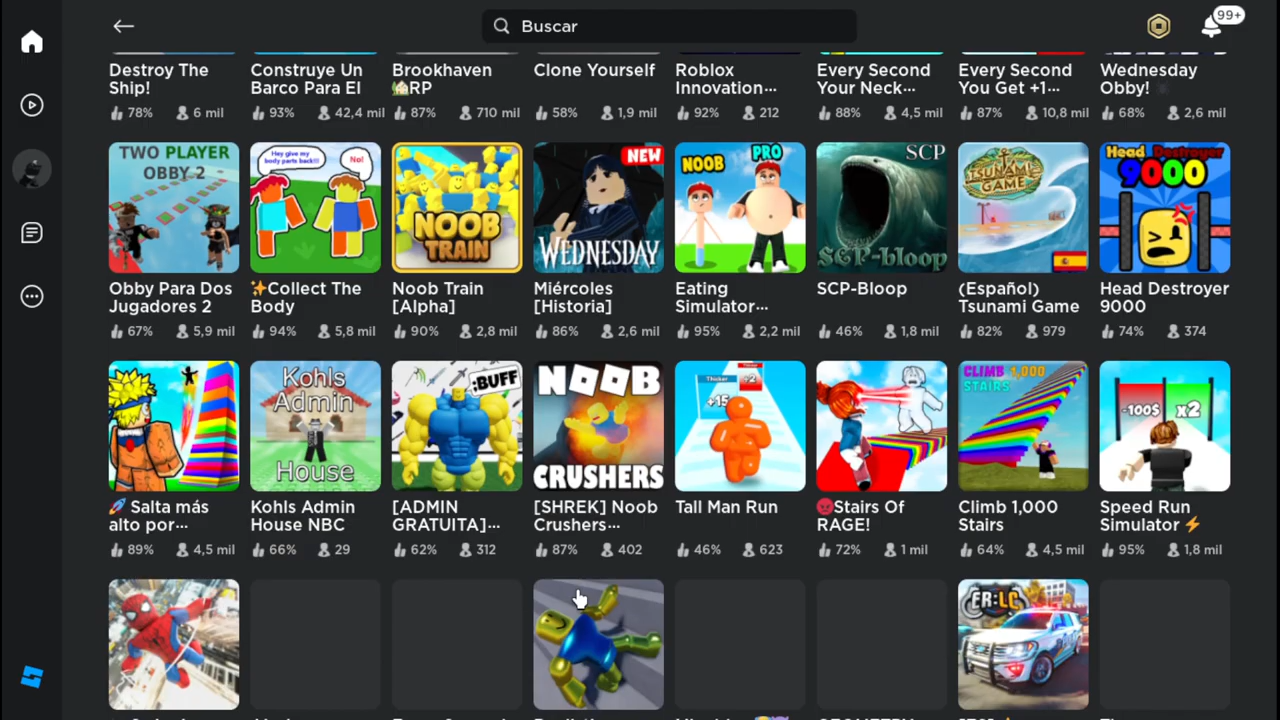 Buscar
99+
Destroy The
Ship!
78% 6 mil
Construye Un
Barco Para El
93% 42,4 mil
Brookhaven
🏡RP
87% 710 mil
Clone Yourself
58% 1,9 mil
Roblox
Innovation...
92% 212
Every Second
Your Neck...
88% 4,5 mil
Every Second
You Get +1...
87% 10,8 mil
Wednesday
Obby!
68% 2,6 mil
TWO PLAYER
OBBY 2
Obby Para Dos
Jugadores 2
67% 5,9 mil
Hey give my
body parts back!!!
No!
✨Collect The
Body
94% 5,8 mil
NOOB
TRAIN
Noob Train
[Alpha]
90% 2,8 mil
NEW
WEDNESDAY
Miércoles
[Historia]
86% 2,6 mil
NOOB
PRO
Eating
Simulator...
95% 2,2 mil
SCP
SCP-bloop
SCP-Bloop
46% 1,8 mil
TSUNAMI
GAME
(Español)
Tsunami Game
82% 979
Head Destroyer
9000
Head Destroyer
9000
74% 374
🚀 Salta más
alto por...
89% 4,5 mil
Kohls
Admin
House
Kohls Admin
House NBC
66% 29
:BUFF
[ADMIN
GRATUITA]...
62% 312
NOOB
CRUSHERS
[SHREK] Noob
Crushers...
87% 402
Thicker
+15
Thicker
+2
Tall Man Run
46% 623
😡Stairs Of
RAGE!
72% 1 mil
CLIMB 1,000
STAIRS
Climb 1,000
Stairs
64% 4,5 mil
-100$ x2
Speed Run
Simulator ⚡
95% 1,8 mil
ER:LC